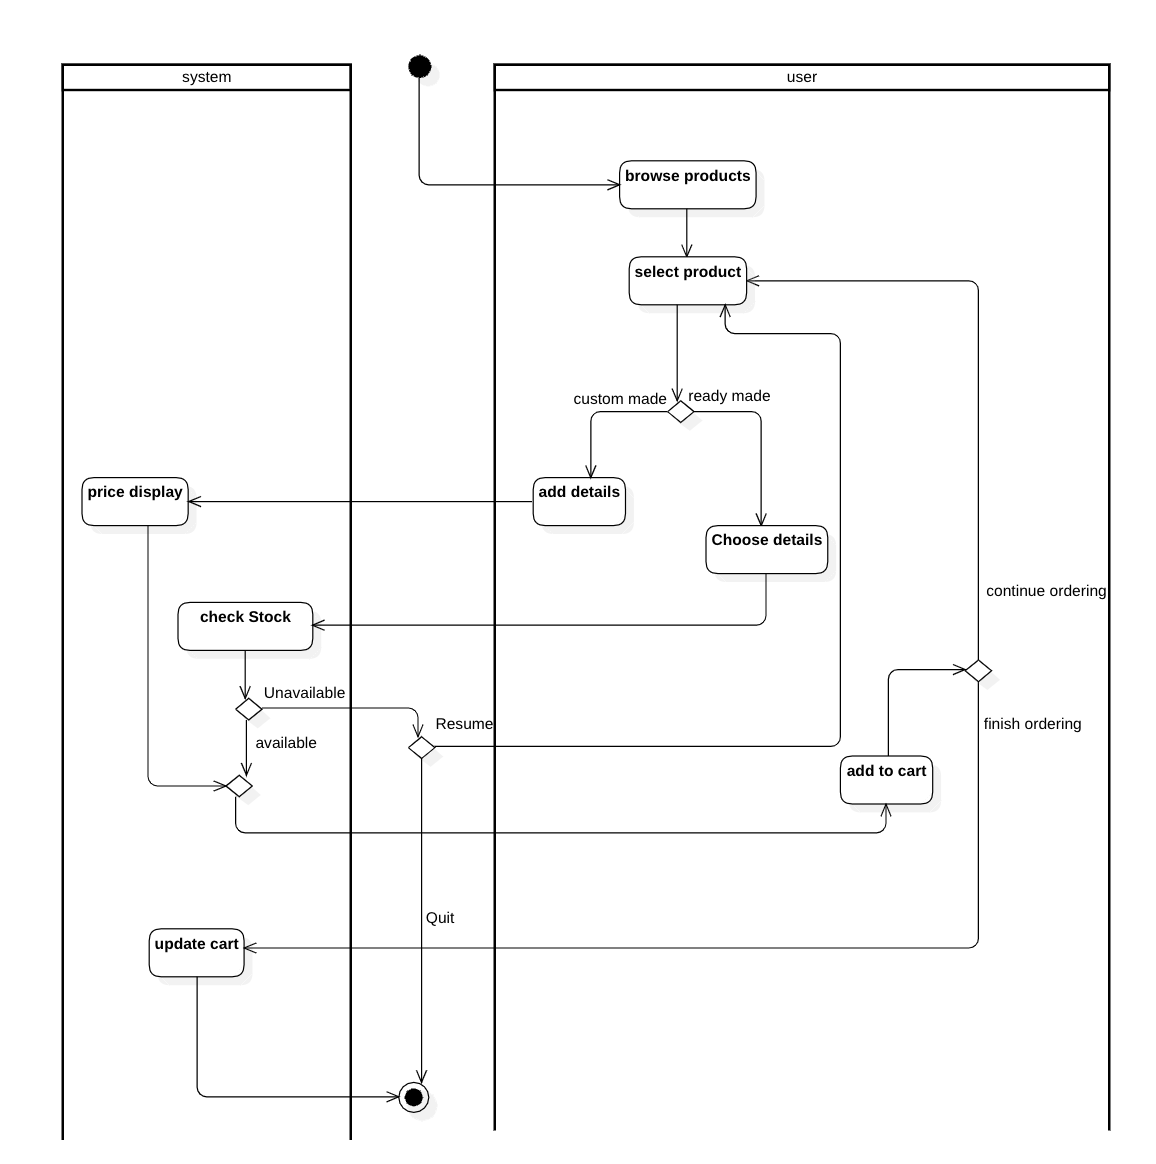 system
user
browse products
select product
custom made
ready made
price display
add details
Choose details
continue ordering
check Stock
Unavailable
Resume
finish ordering
available
add to cart
Quit
update cart